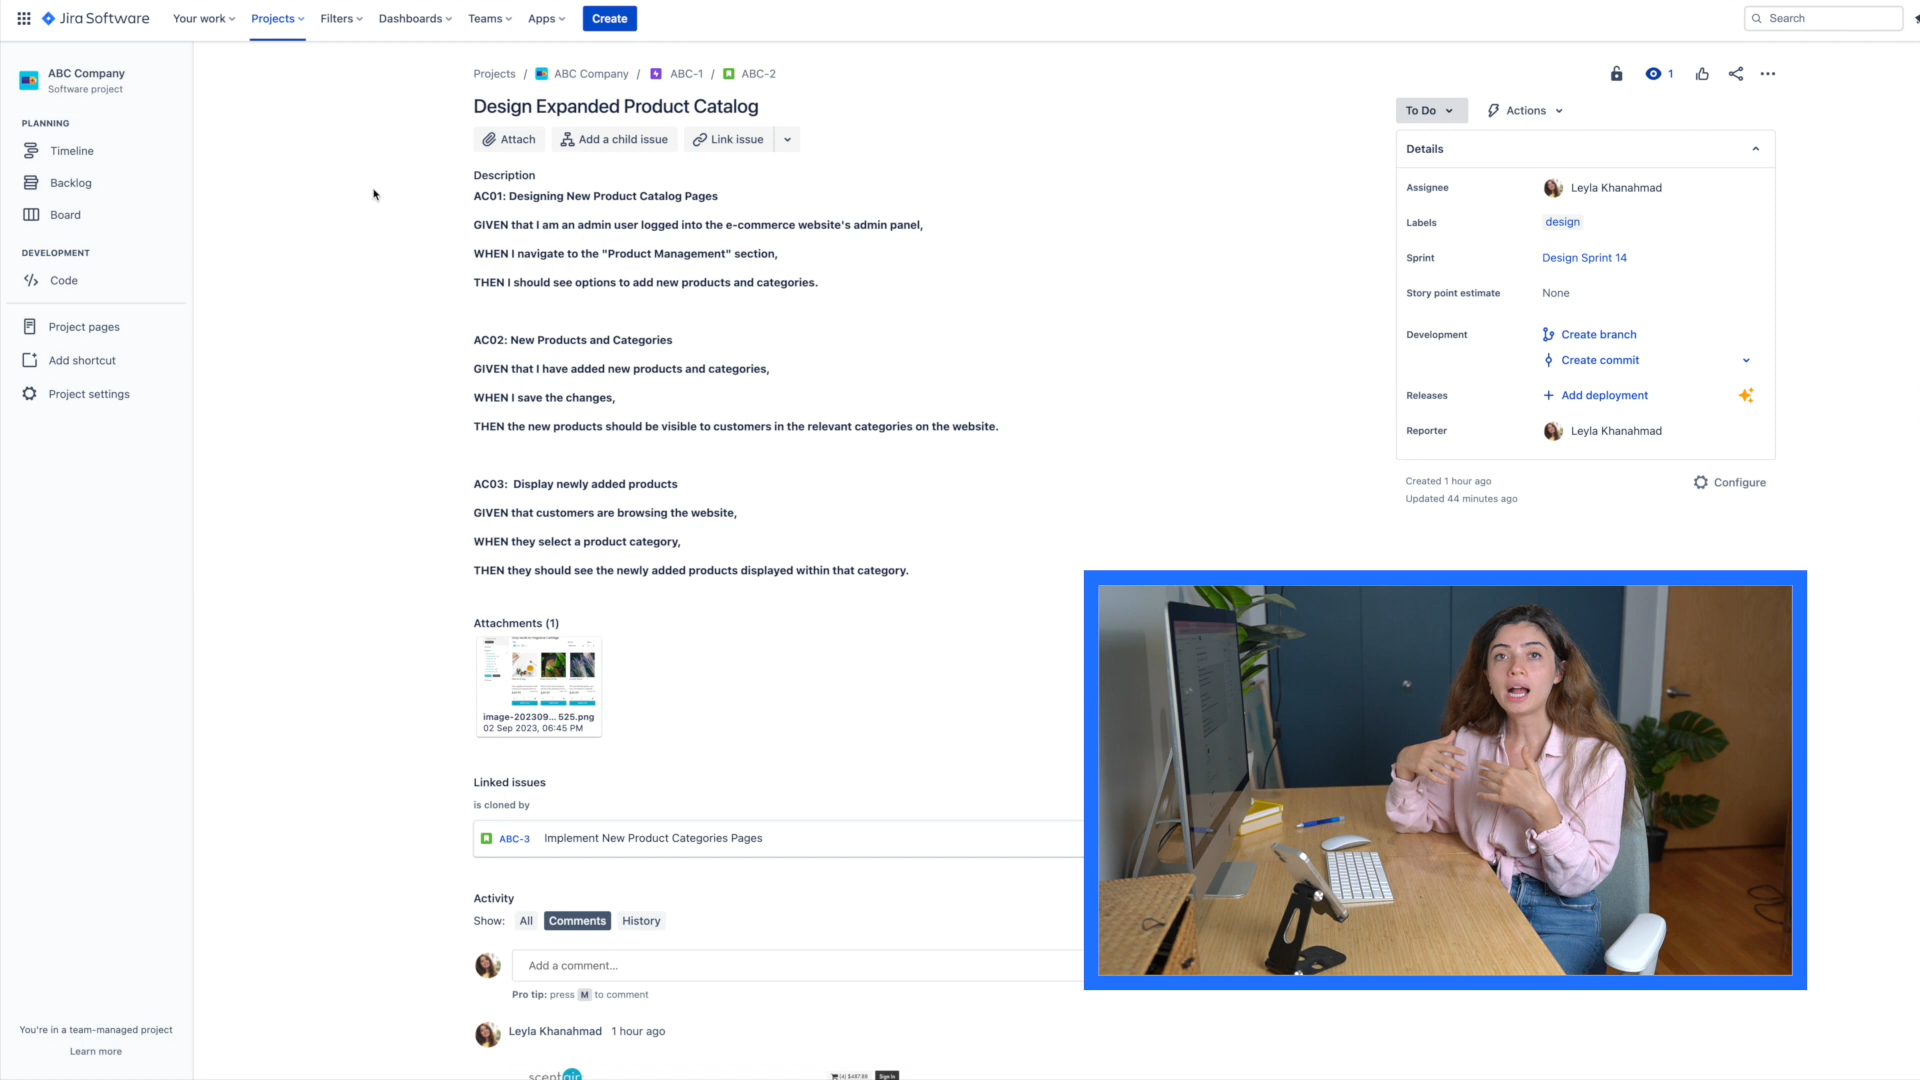 Jira Software
Your work
Projects
Filters
Dashboards
Teams
Apps
Create
Search
ABC Company
Software project
PLANNING
Timeline
Backlog
Board
DEVELOPMENT
Code
Project pages
Add shortcut
Project settings
You're in a team-managed project
Learn more
Projects / ABC Company / ABC-1 / ABC-2
Design Expanded Product Catalog
Attach
Add a child issue
Link issue
Description
AC01: Designing New Product Catalog Pages
GIVEN that I am an admin user logged into the e-commerce website's admin panel,
WHEN I navigate to the "Product Management" section,
THEN I should see options to add new products and categories.
AC02: New Products and Categories
GIVEN that I have added new products and categories,
WHEN I save the changes,
THEN the new products should be visible to customers in the relevant categories on the website.
AC03: Display newly added products
GIVEN that customers are browsing the website,
WHEN they select a product category,
THEN they should see the newly added products displayed within that category.
Attachments (1)
image-202309... 525.png
02 Sep 2023, 06:45 PM
Linked issues
is cloned by
ABC-3 Implement New Product Categories Pages
Activity
Show: All Comments History
Add a comment...
Pro tip: press M to comment
Leyla Khanahmad 1 hour ago
scentair
(4) $487.88
Sign In
1
To Do
Actions
Details
Assignee Leyla Khanahmad
Labels design
Sprint Design Sprint 14
Story point estimate None
Development Create branch
Create commit
Releases + Add deployment
Reporter Leyla Khanahmad
Created 1 hour ago
Updated 44 minutes ago
Configure